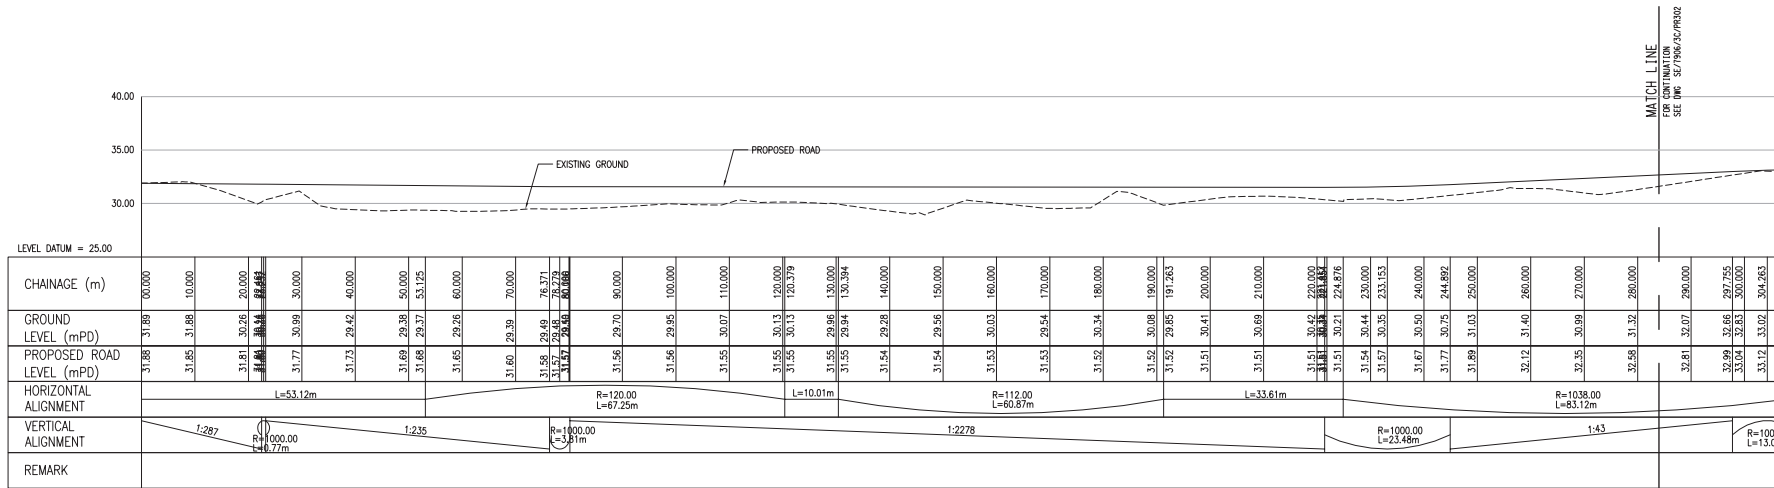 MATCH LINE
FOR CONTINUATION
SEE DWG SE/7906/3C/PR302
40.00
35.00
30.00
PROPOSED ROAD
EXISTING GROUND
LEVEL DATUM = 25.00
CHAINAGE (m)
00.000 10.000 20.000 30.000 40.000 50.000 53.125 60.000 70.000 76.371 78.279 90.000 100.000 110.000 120.000 120.379 130.000 130.394 140.000 150.000 160.000 170.000 180.000 190.000 191.263 200.000 210.000 220.000 224.876 230.000 233.153 240.000 244.892 250.000 260.000 270.000 280.000 290.000 297.755 300.000 304.263
GROUND
LEVEL (mPD)
31.89 31.88 30.26 30.99 29.42 29.38 29.37 29.26 29.39 29.49 29.48 29.70 29.95 30.07 30.13 30.13 29.96 29.94 29.28 29.56 30.03 29.54 30.34 30.08 29.85 30.41 30.69 30.42 30.21 30.44 30.35 30.50 30.75 31.03 31.40 30.99 31.32 32.07 32.66 32.83 33.02
PROPOSED ROAD
LEVEL (mPD)
31.88 31.85 31.81 31.77 31.73 31.69 31.68 31.65 31.60 31.58 31.57 31.57 31.56 31.56 31.55 31.55 31.55 31.55 31.55 31.54 31.54 31.53 31.53 31.52 31.52 31.52 31.51 31.51 31.51 31.51 31.54 31.57 31.67 31.77 31.89 32.12 32.35 32.58 32.81 32.99 33.04 33.12
HORIZONTAL
ALIGNMENT
L=53.12m
R=120.00
L=67.25m
L=10.01m
R=112.00
L=60.87m
L=33.61m
R=1038.00
L=83.12m
VERTICAL
ALIGNMENT
1:287
R=1000.00
L=0.77m
1:235
R=1000.00
L=3.81m
1:2278
R=1000.00
L=23.48m
1:43
R=100
L=13.0
REMARK